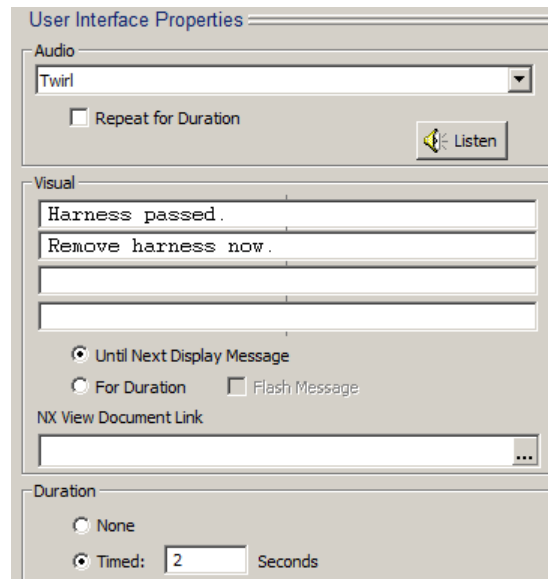 User Interface Properties
Audio
Twirl
Repeat for Duration
Listen
Visual
Harness passed.
Remove harness now.
Until Next Display Message
For Duration Flash Message
NX View Document Link
...
Duration
None
Timed: 2 Seconds